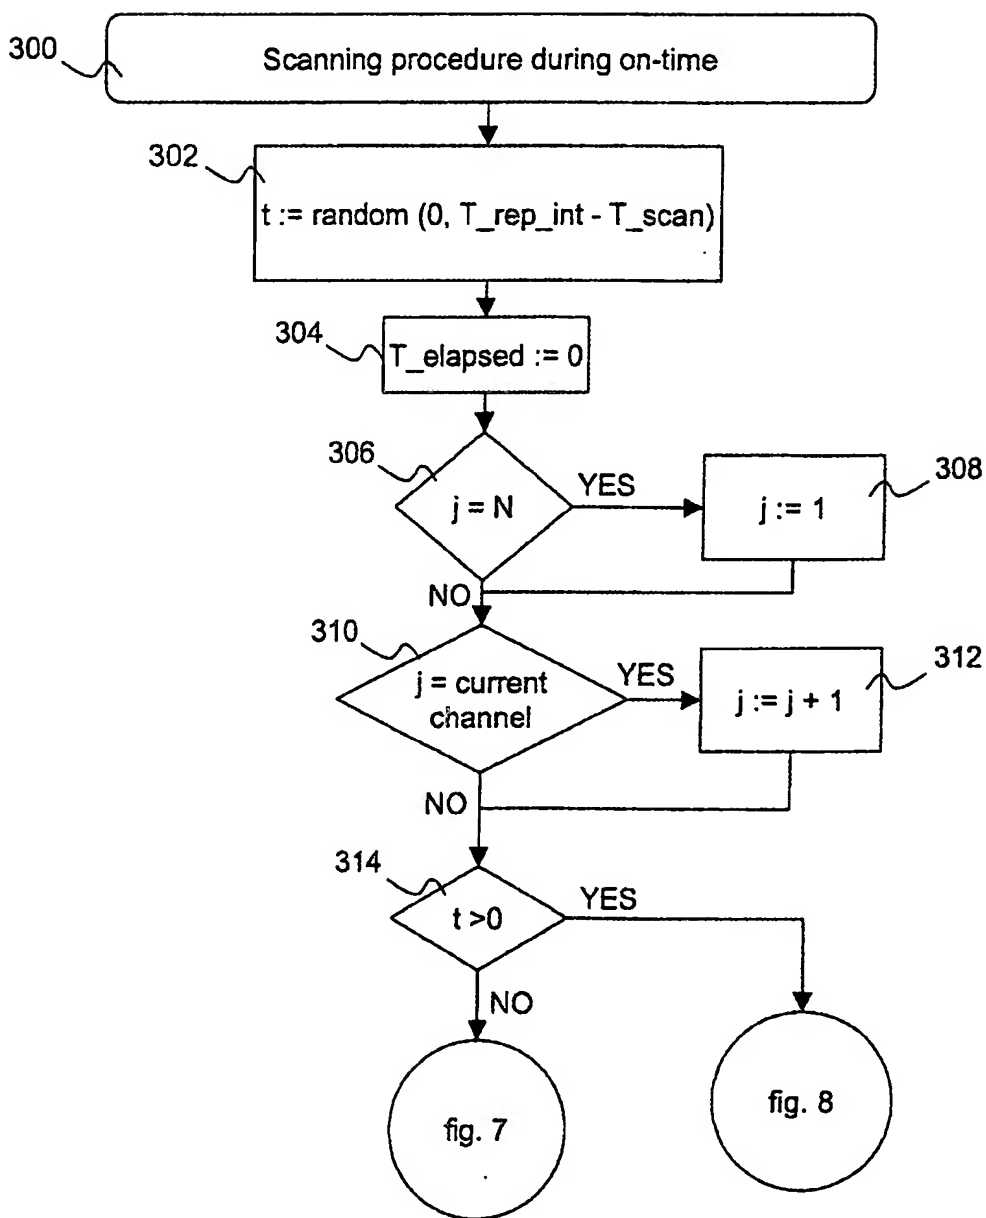 300
Scanning procedure during on-time
302
t := random (0, T_rep_int - T_scan)
304
T_elapsed := 0
306
j = N
YES
308
j := 1
NO
310
j = current
channel
YES
312
j := j + 1
NO
314
t >0
YES
NO
fig. 7
fig. 8